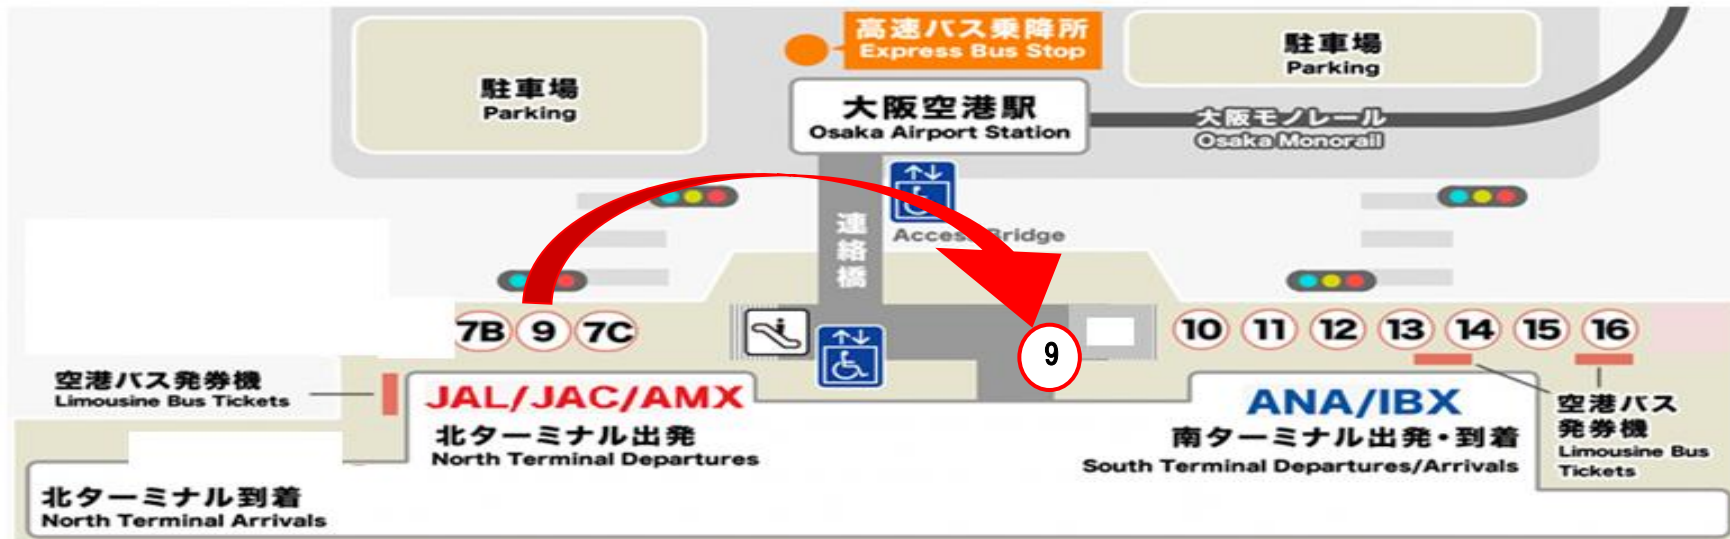 高速バス乗降所
Express Bus Stop
駐車場
Parking
駐車場
Parking
大阪空港駅
Osaka Airport Station
大阪モノレール
Osaka Monorail
連絡橋
Access Bridge
7B
9
7C
9
10
11
12
13
14
15
16
空港バス発券機
Limousine Bus Tickets
JAL/JAC/AMX
北ターミナル出発
North Terminal Departures
ANA/IBX
南ターミナル出発・到着
South Terminal Departures/Arrivals
空港バス
発券機
Limousine Bus
Tickets
北ターミナル到着
North Terminal Arrivals